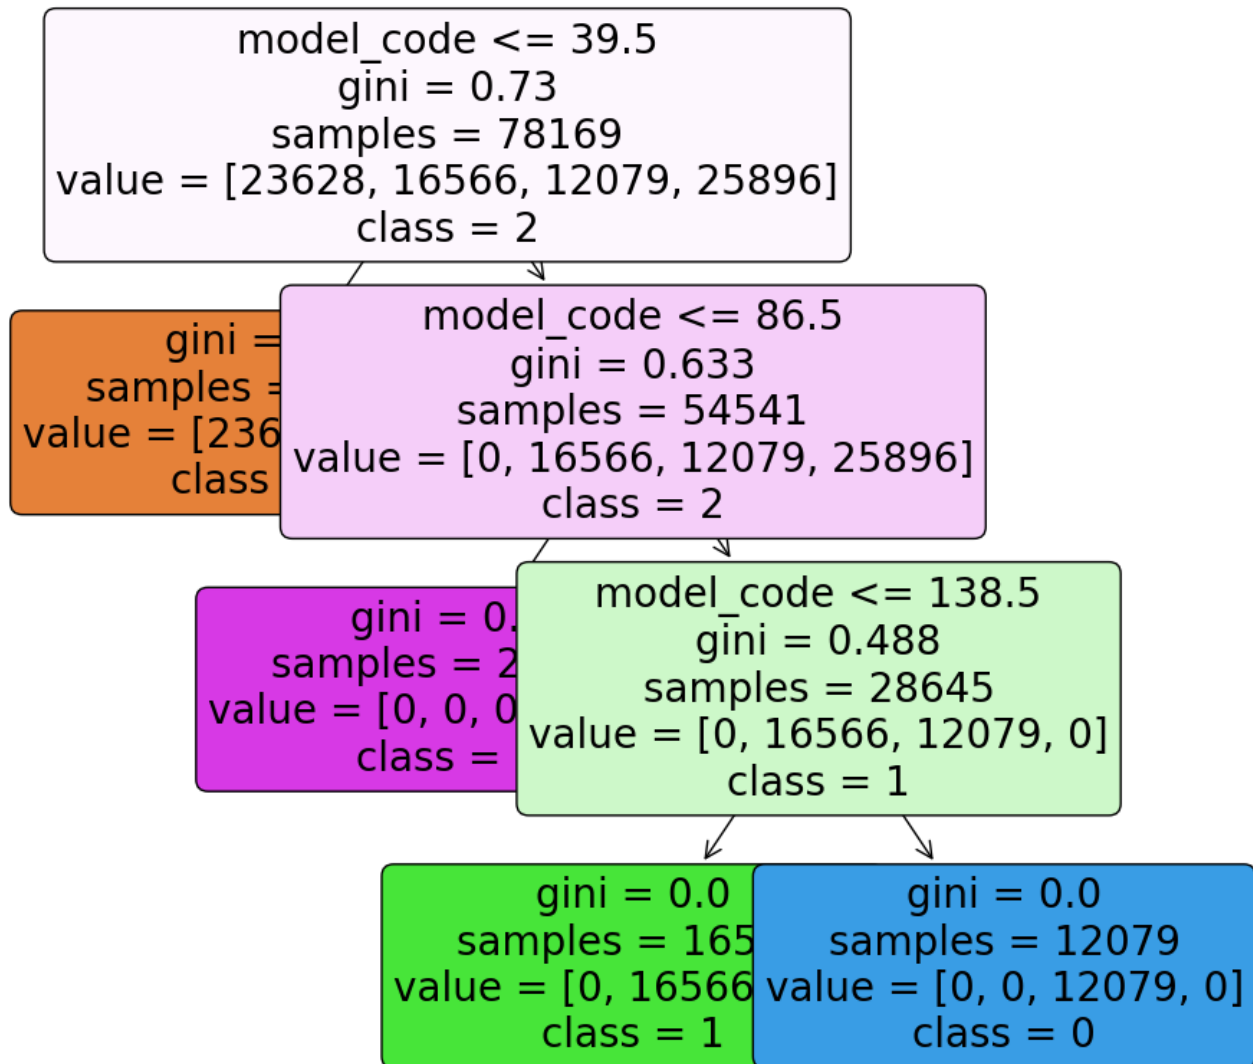 model_code <= 39.5
gini = 0.73
samples = 78169
value = [23628, 16566, 12079, 25896]
class = 2
gini =
samples =
value = [236
class
model_code <= 86.5
gini = 0.633
samples = 54541
value = [0, 16566, 12079, 25896]
class = 2
gini = 0.
samples = 2
value = [0, 0, 0
class =
model_code <= 138.5
gini = 0.488
samples = 28645
value = [0, 16566, 12079, 0]
class = 1
gini = 0.0
samples = 165
value = [0, 16566
class = 1
gini = 0.0
samples = 12079
value = [0, 0, 12079, 0]
class = 0